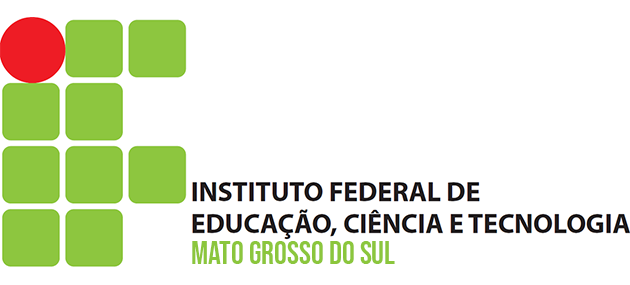 INSTITUTO FEDERAL DE
EDUCAÇÃO, CIÊNCIA E TECNOLOGIA
MATO GROSSO DO SUL